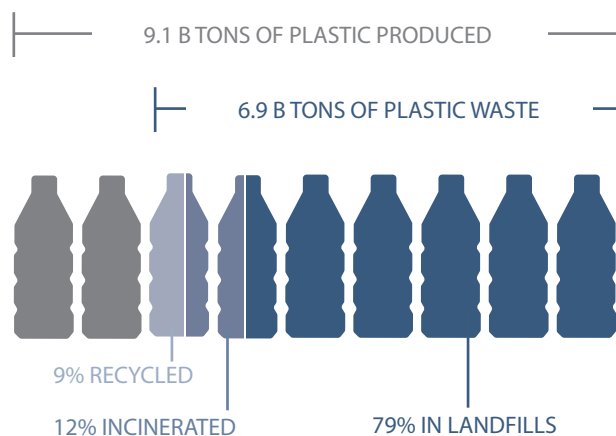 9.1 B TONS OF PLASTIC PRODUCED
6.9 B TONS OF PLASTIC WASTE
9% RECYCLED
12% INCINERATED
79% IN LANDFILLS